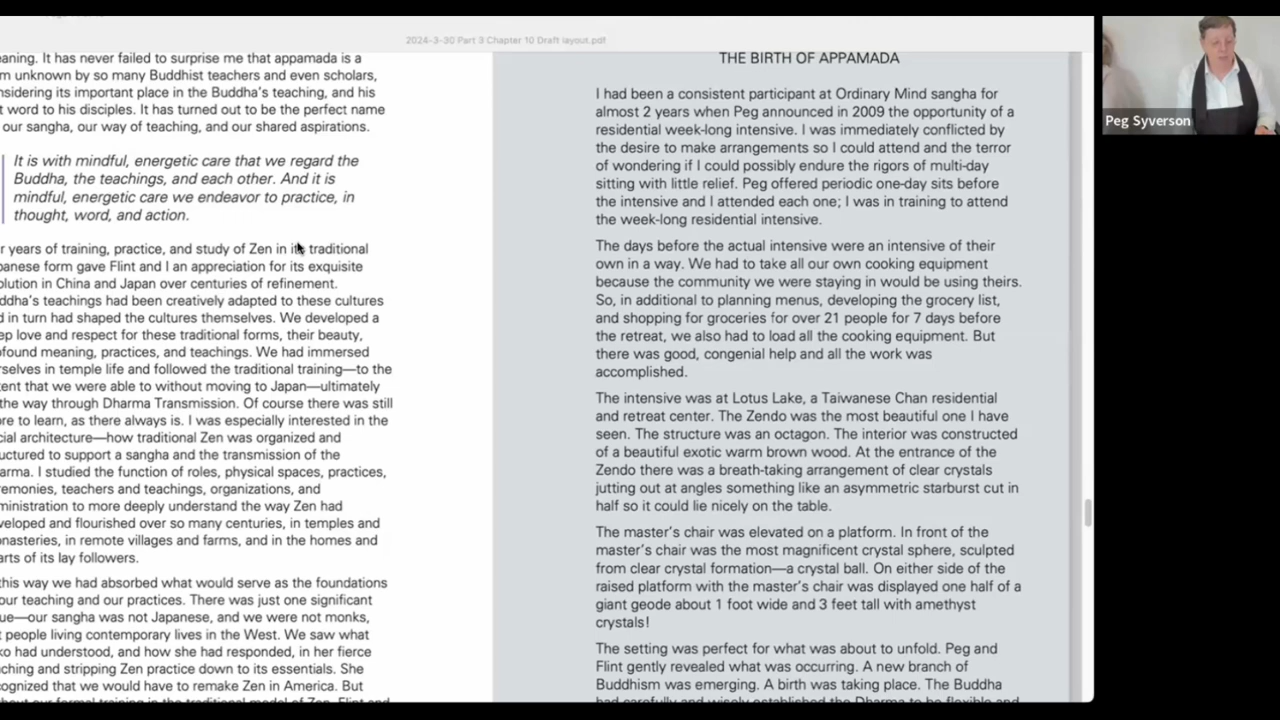 2024-3-30 Part 3 Chapter 10 Draft layout.pdf
eaning. It has never failed to surprise me that appamada is a
m unknown by so many Buddhist teachers and even scholars,
nsidering its important place in the Buddha's teaching, and his
t word to his disciples. It has turned out to be the perfect name
our sangha, our way of teaching, and our shared aspirations.
It is with mindful, energetic care that we regard the
Buddha, the teachings, and each other. And it is
mindful, energetic care we endeavor to practice, in
thought, word, and action.
r years of training, practice, and study of Zen in its traditional
panese form gave Flint and I an appreciation for its exquisite
olution in China and Japan over centuries of refinement.
ddha's teachings had been creatively adapted to these cultures
d in turn had shaped the cultures themselves. We developed a
ep love and respect for these traditional forms, their beauty,
ofound meaning, practices, and teachings. We had immersed
rselves in temple life and followed the traditional training—to the
tent that we were able to without moving to Japan—ultimately
the way through Dharma Transmission. Of course there was still
ore to learn, as there always is. I was especially interested in the
cial architecture—how traditional Zen was organized and
uctured to support a sangha and the transmission of the
arma. I studied the function of roles, physical spaces, practices,
remonies, teachers and teachings, organizations, and
ministration to more deeply understand the way Zen had
veloped and flourished over so many centuries, in temples and
onasteries, in remote villages and farms, and in the homes and
arts of its lay followers.
this way we had absorbed what would serve as the foundations
our teaching and our practices. There was just one significant
ue—our sangha was not Japanese, and we were not monks,
t people living contemporary lives in the West. We saw what
ko had understood, and how she had responded, in her fierce
ching and stripping Zen practice down to its essentials. She
cognized that we would have to remake Zen in America. But
thout our formal training in the traditional model of Zen, Flint and
THE BIRTH OF APPAMADA
I had been a consistent participant at Ordinary Mind sangha for
almost 2 years when Peg announced in 2009 the opportunity of a
residential week-long intensive. I was immediately conflicted by
the desire to make arrangements so I could attend and the terror
of wondering if I could possibly endure the rigors of multi-day
sitting with little relief. Peg offered periodic one-day sits before
the intensive and I attended each one; I was in training to attend
the week-long residential intensive.
The days before the actual intensive were an intensive of their
own in a way. We had to take all our own cooking equipment
because the community we were staying in would be using theirs.
So, in additional to planning menus, developing the grocery list,
and shopping for groceries for over 21 people for 7 days before
the retreat, we also had to load all the cooking equipment. But
there was good, congenial help and all the work was
accomplished.
The intensive was at Lotus Lake, a Taiwanese Chan residential
and retreat center. The Zendo was the most beautiful one I have
seen. The structure was an octagon. The interior was constructed
of a beautiful exotic warm brown wood. At the entrance of the
Zendo there was a breath-taking arrangement of clear crystals
jutting out at angles something like an asymmetric starburst cut in
half so it could lie nicely on the table.
The master's chair was elevated on a platform. In front of the
master's chair was the most magnificent crystal sphere, sculpted
from clear crystal formation—a crystal ball. On either side of the
raised platform with the master's chair was displayed one half of a
giant geode about 1 foot wide and 3 feet tall with amethyst
crystals!
The setting was perfect for what was about to unfold. Peg and
Flint gently revealed what was occurring. A new branch of
Buddhism was emerging. A birth was taking place. The Buddha
had carefully and wisely established the Dharma to be flexible and
Peg Syverson